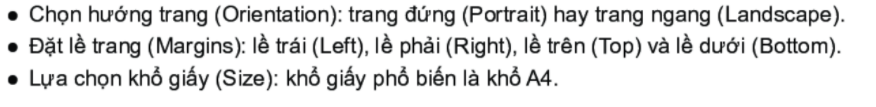 • Chọn hướng trang (Orientation): trang đứng (Portrait) hay trang ngang (Landscape).
• Đặt lề trang (Margins): lề trái (Left), lề phải (Right), lề trên (Top) và lề dưới (Bottom).
• Lựa chọn khổ giấy (Size): khổ giấy phổ biến là khổ A4.